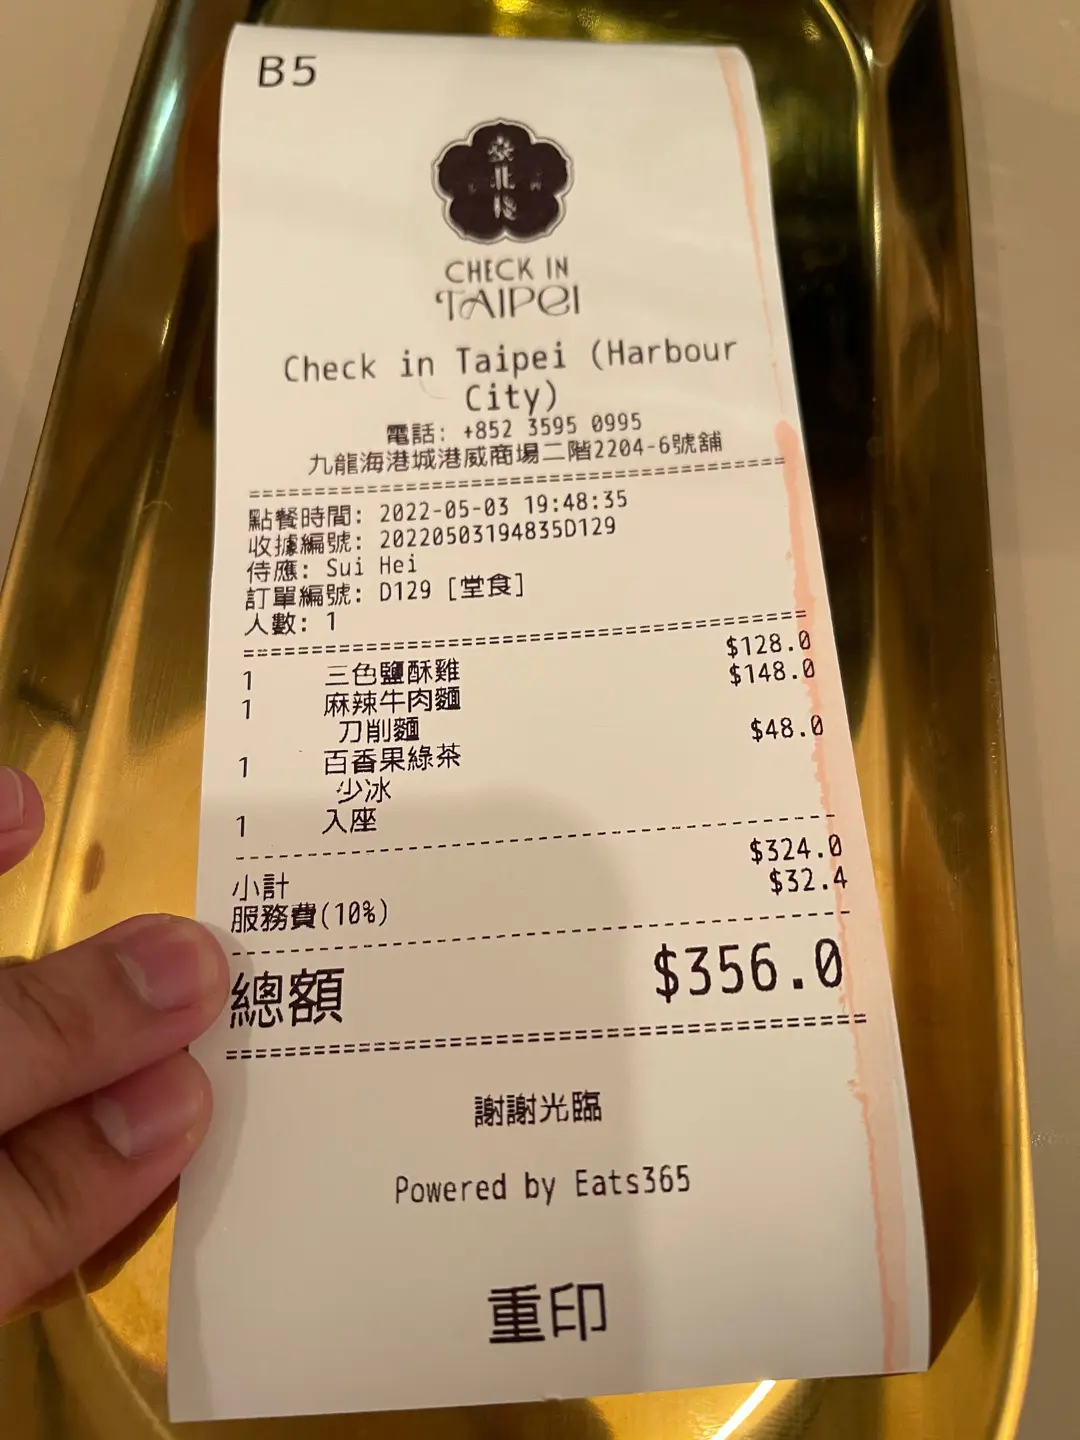 B5
臺北棧
CHECK IN
TAIPEI
Check in Taipei (Harbour
City)
電話: +852 3595 0995
九龍海港城港威商場二階2204-6號舖
點餐時間: 2022-05-03 19:48:35
收據編號: 20220503194835D129
侍應: Sui Hei
訂單編號: D129 [堂食]
人數: 1
1 三色鹽酥雞 $128.0
1 麻辣牛肉麵 $148.0
刀削麵
1 百香果綠茶 $48.0
少冰
1 入座
小計 $324.0
服務費(10%) $32.4
總額 $356.0
謝謝光臨
Powered by Eats365
重印